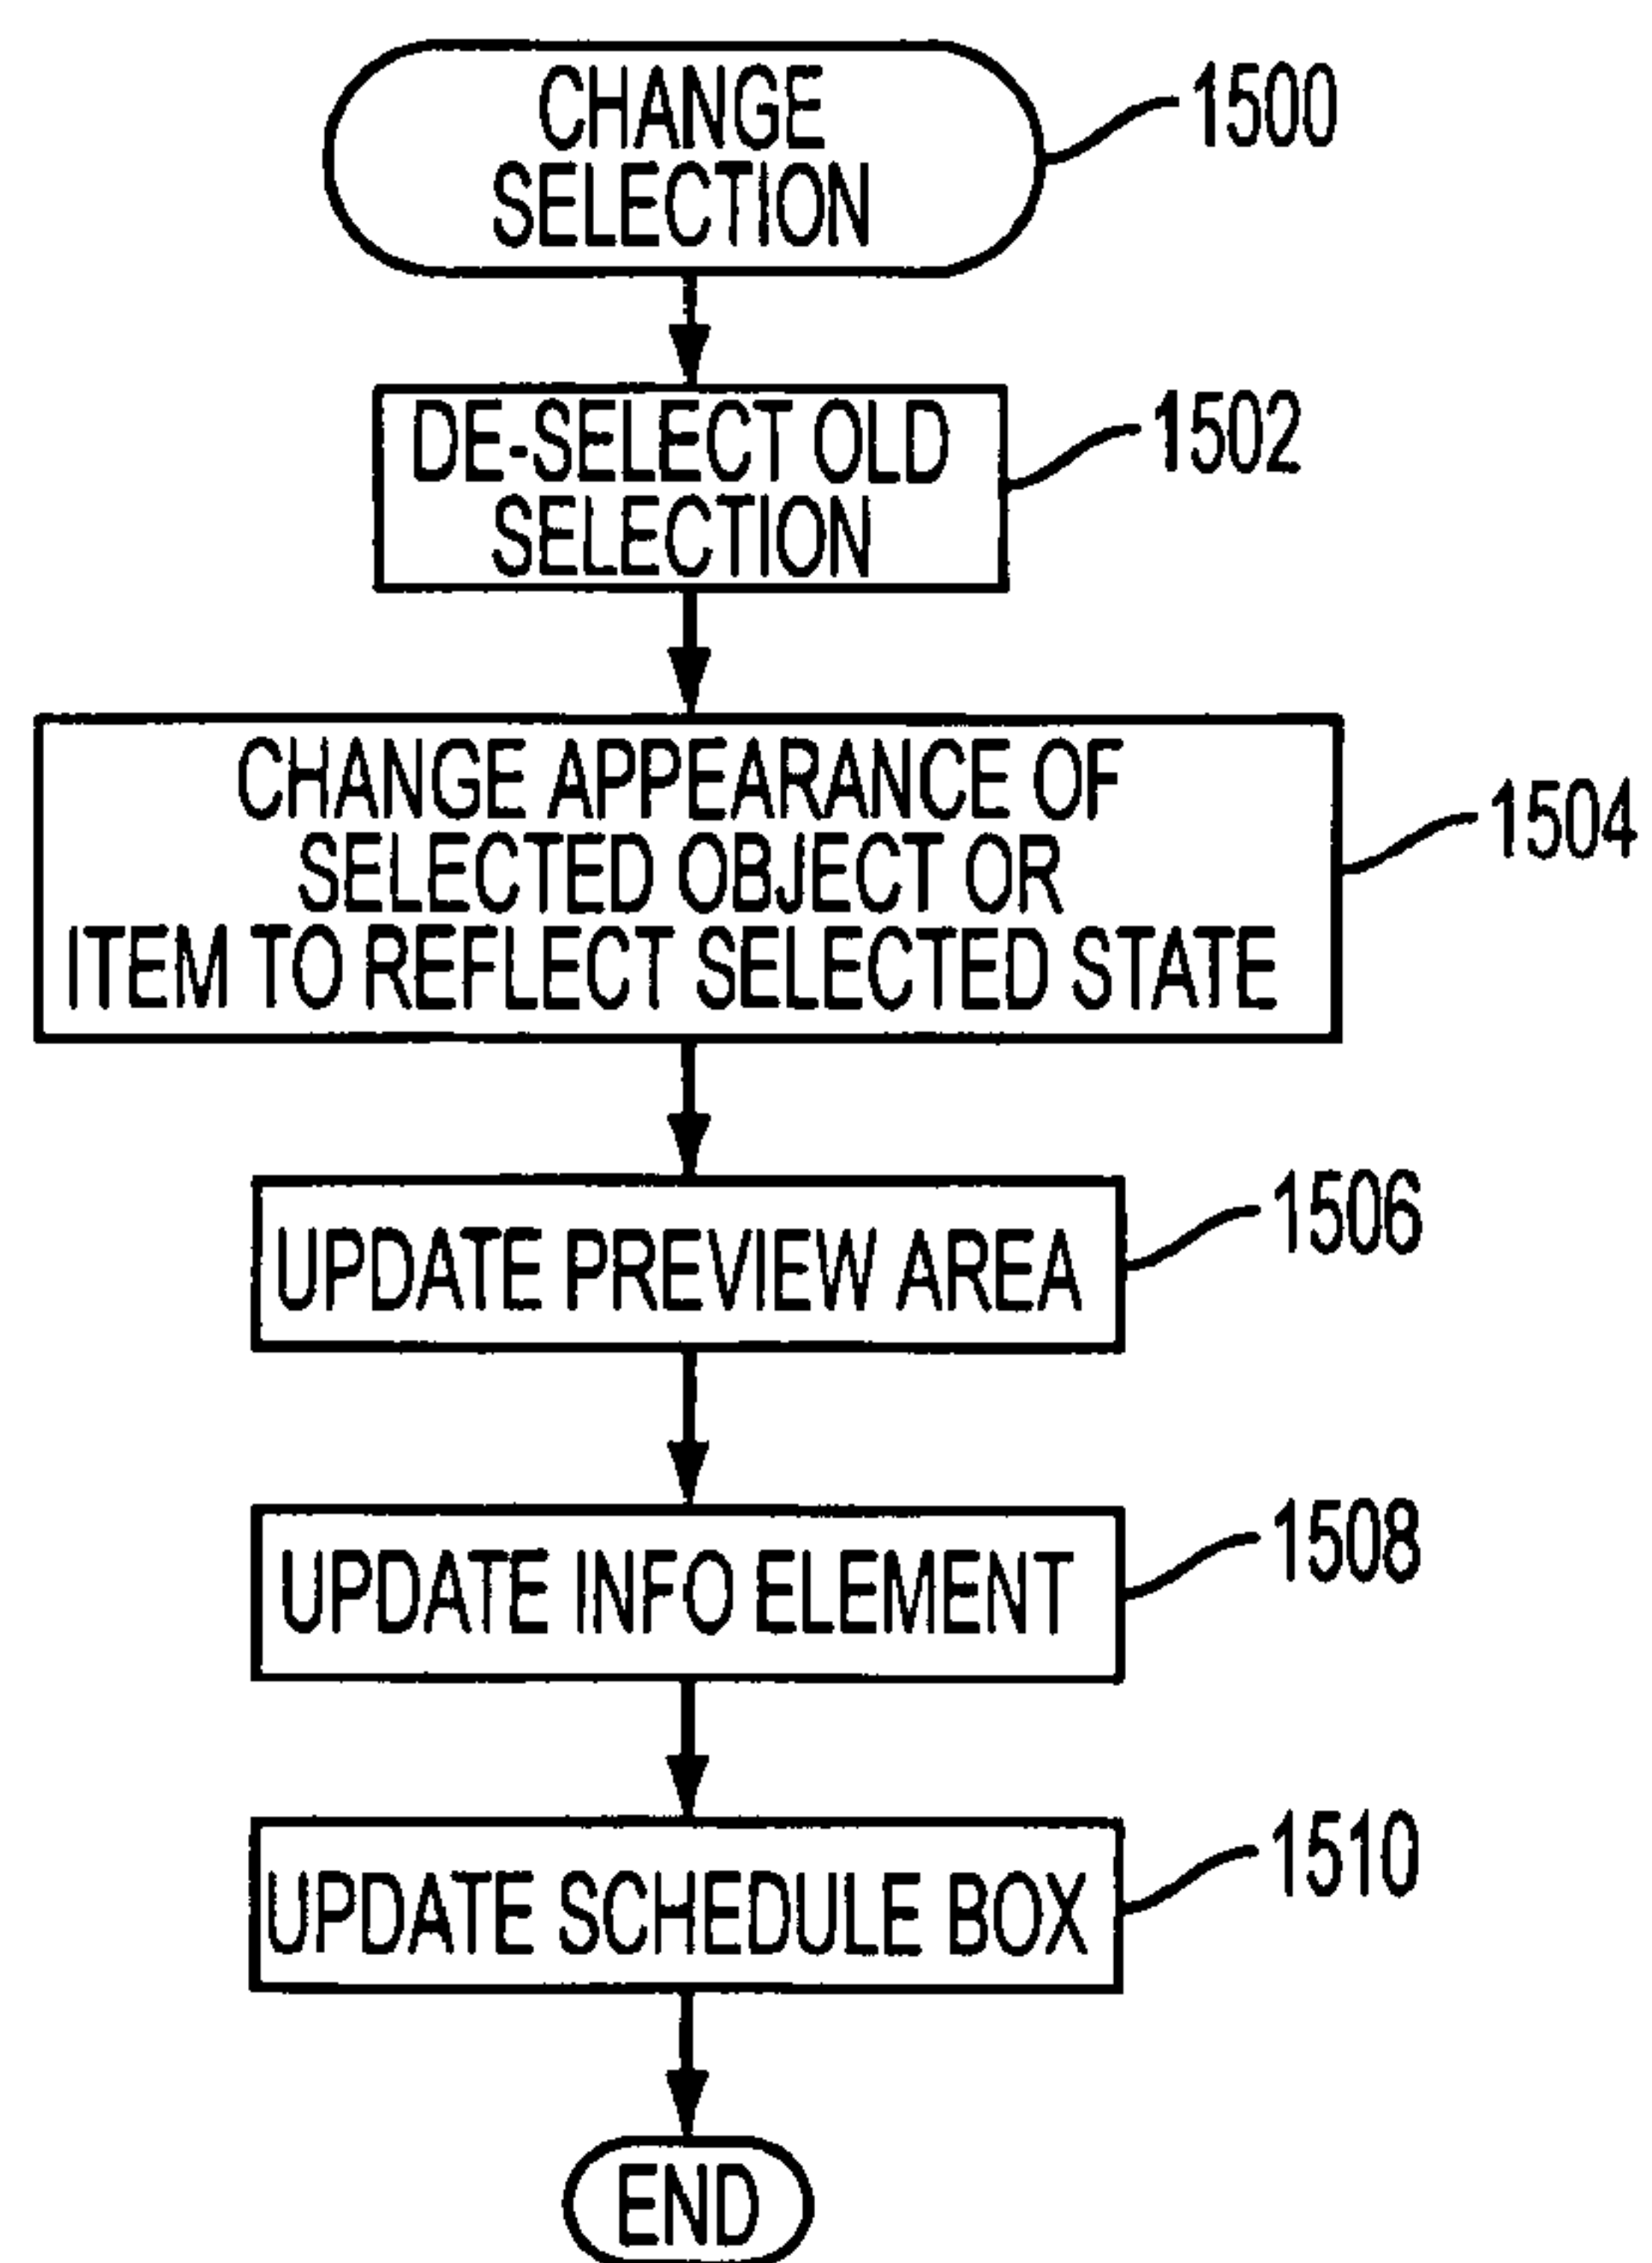 CHANGE
SELECTION
1500
DE-SELECT OLD
SELECTION
1502
CHANGE APPEARANCE OF
SELECTED OBJECT OR
ITEM TO REFLECT SELECTED STATE
1504
UPDATE PREVIEW AREA
1506
UPDATE INFO ELEMENT
1508
UPDATE SCHEDULE BOX
1510
END